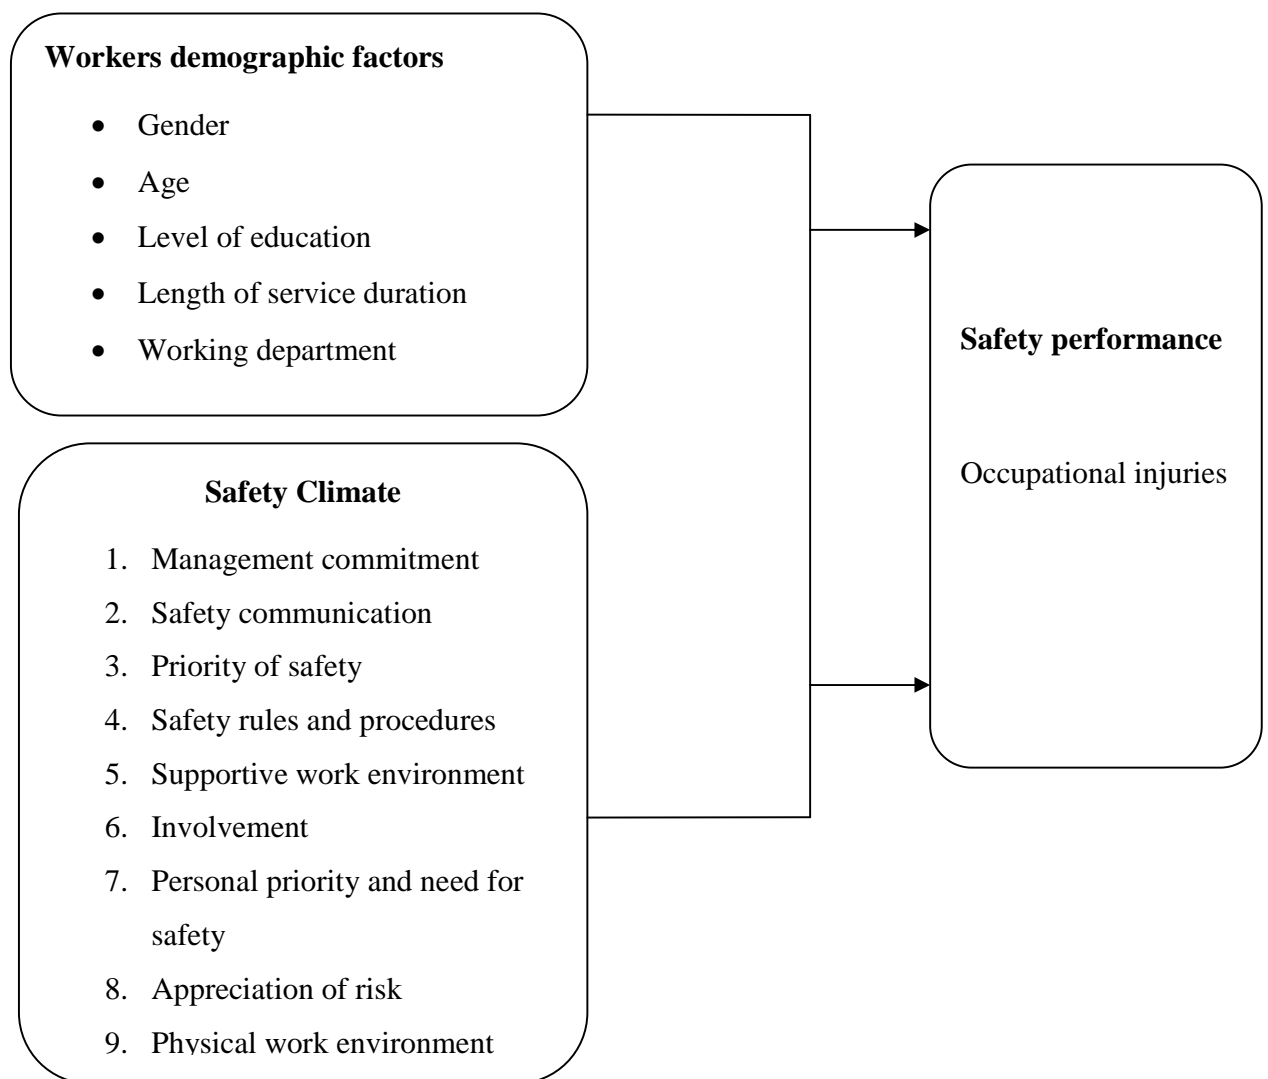 Workers demographic factors
• Gender
• Age
• Level of education
• Length of service duration
• Working department
Safety Climate
1. Management commitment
2. Safety communication
3. Priority of safety
4. Safety rules and procedures
5. Supportive work environment
6. Involvement
7. Personal priority and need for
safety
8. Appreciation of risk
9. Physical work environment
Safety performance
Occupational injuries